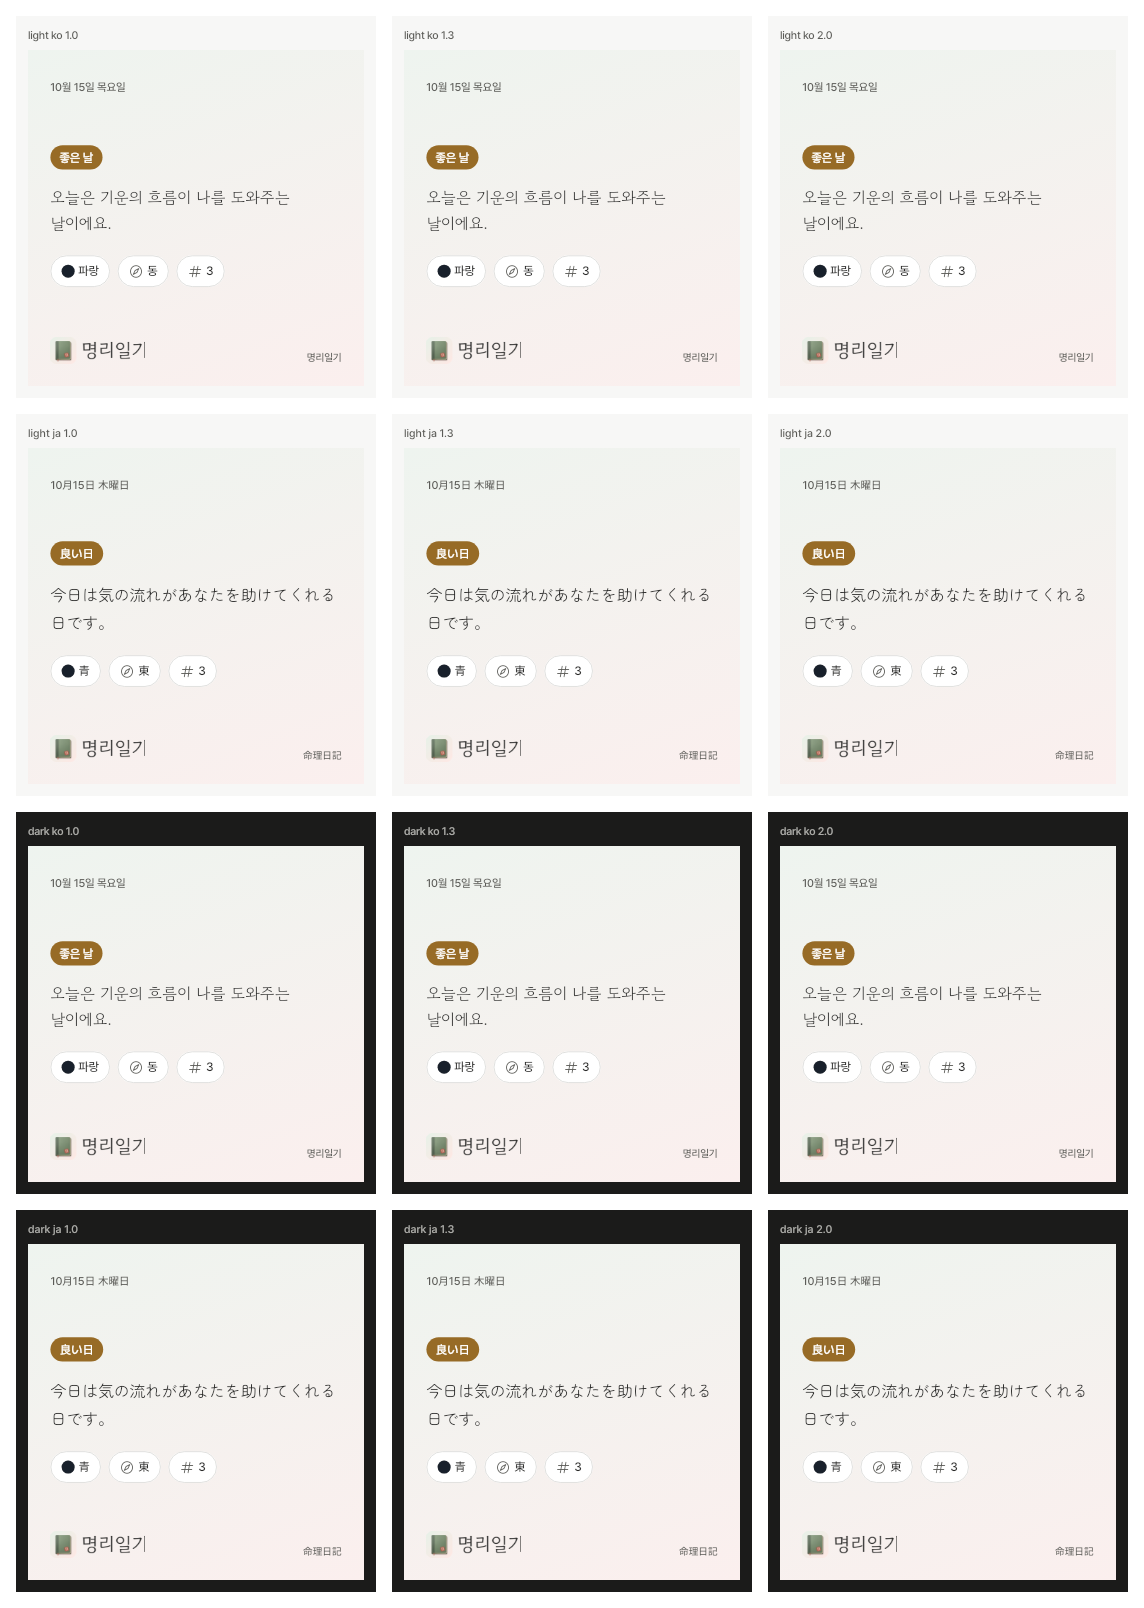 light ko 1.0
10월 15일 목요일
좋은 날
오늘은 기운의 흐름이 나를 도와주는
날이에요.
파랑 동 # 3
명리일기
명리일기
light ko 1.3
10월 15일 목요일
좋은 날
오늘은 기운의 흐름이 나를 도와주는
날이에요.
파랑 동 # 3
명리일기
명리일기
light ko 2.0
10월 15일 목요일
좋은 날
오늘은 기운의 흐름이 나를 도와주는
날이에요.
파랑 동 # 3
명리일기
명리일기
light ja 1.0
10月15日 木曜日
良い日
今日は気の流れがあなたを助けてくれる
日です。
青 東 # 3
명리일기
命理日記
light ja 1.3
10月15日 木曜日
良い日
今日は気の流れがあなたを助けてくれる
日です。
青 東 # 3
명리일기
命理日記
light ja 2.0
10月15日 木曜日
良い日
今日は気の流れがあなたを助けてくれる
日です。
青 東 # 3
명리일기
命理日記
dark ko 1.0
10월 15일 목요일
좋은 날
오늘은 기운의 흐름이 나를 도와주는
날이에요.
파랑 동 # 3
명리일기
명리일기
dark ko 1.3
10월 15일 목요일
좋은 날
오늘은 기운의 흐름이 나를 도와주는
날이에요.
파랑 동 # 3
명리일기
명리일기
dark ko 2.0
10월 15일 목요일
좋은 날
오늘은 기운의 흐름이 나를 도와주는
날이에요.
파랑 동 # 3
명리일기
명리일기
dark ja 1.0
10月15日 木曜日
良い日
今日は気の流れがあなたを助けてくれる
日です。
青 東 # 3
명리일기
命理日記
dark ja 1.3
10月15日 木曜日
良い日
今日は気の流れがあなたを助けてくれる
日です。
青 東 # 3
명리일기
命理日記
dark ja 2.0
10月15日 木曜日
良い日
今日は気の流れがあなたを助けてくれる
日です。
青 東 # 3
명리일기
命理日記